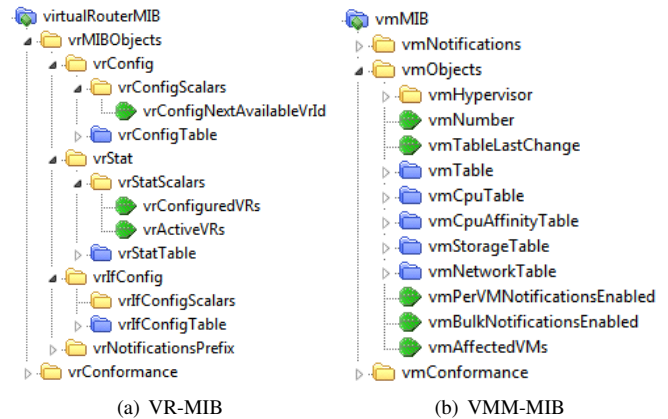 virtualRouterMIB
vrMIBObjects
vrConfig
vrConfigScalars
vrConfigNextAvailableVrId
vrConfigTable
vrStat
vrStatScalars
vrConfiguredVRs
vrActiveVRs
vrStatTable
vrIfConfig
vrIfConfigScalars
vrIfConfigTable
vrNotificationsPrefix
vrConformance
(a) VR-MIB
vmMIB
vmNotifications
vmObjects
vmHypervisor
vmNumber
vmTableLastChange
vmTable
vmCpuTable
vmCpuAffinityTable
vmStorageTable
vmNetworkTable
vmPerVMNotificationsEnabled
vmBulkNotificationsEnabled
vmAffectedVMs
vmConformance
(b) VMM-MIB